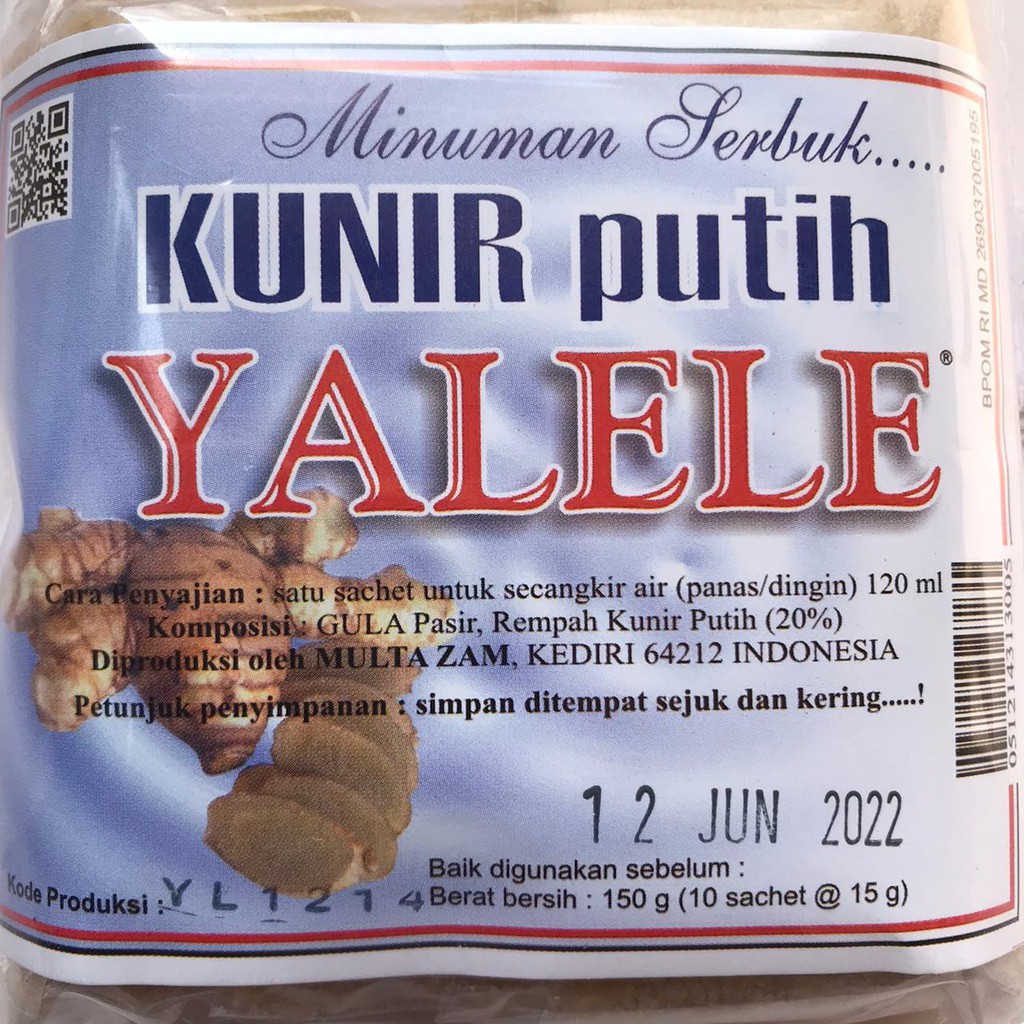 Minuman Serbuk.....
KUNIR putih
YALELE®
BPOM RI MD 269037005195
Cara Penyajian : satu sachet untuk secangkir air (panas/dingin) 120 ml
Komposisi : GULA Pasir, Rempah Kunir Putih (20%)
Diproduksi oleh MULTA ZAM, KEDIRI 64212 INDONESIA
Petunjuk penyimpanan : simpan ditempat sejuk dan kering.....!
0512143130605
12 JUN 2022
Baik digunakan sebelum :
Kode Produksi : YL1214
Berat bersih : 150 g (10 sachet @ 15 g)